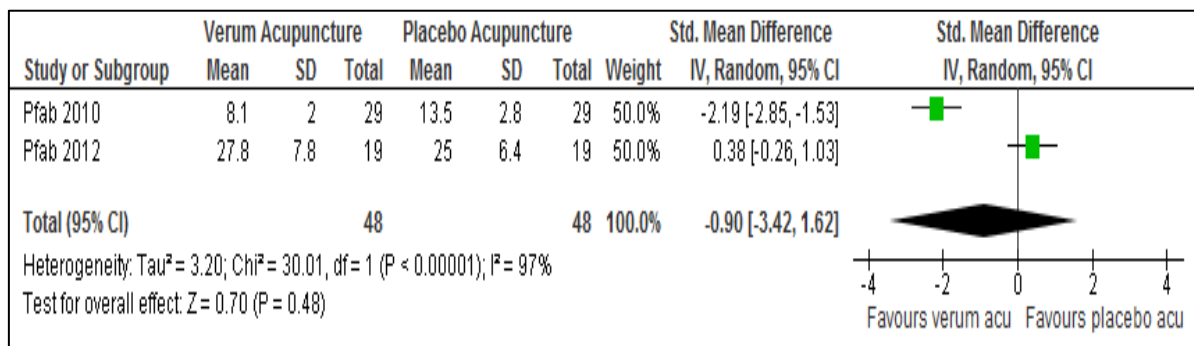 Verum Acupuncture Placebo Acupuncture Std. Mean Difference Std. Mean Difference
Study or Subgroup Mean SD Total Mean SD Total Weight IV, Random, 95% CI IV, Random, 95% CI
Pfab 2010 8.1 2 29 13.5 2.8 29 50.0% -2.19 [-2.85, -1.53]
Pfab 2012 27.8 7.8 19 25 6.4 19 50.0% 0.38 [-0.26, 1.03]
Total (95% CI) 48 48 100.0% -0.90 [-3.42, 1.62]
Heterogeneity: Tau² = 3.20; Chi² = 30.01, df = 1 (P < 0.00001); I² = 97%
Test for overall effect: Z = 0.70 (P = 0.48)
-4 -2 0 2 4
Favours verum acu Favours placebo acu